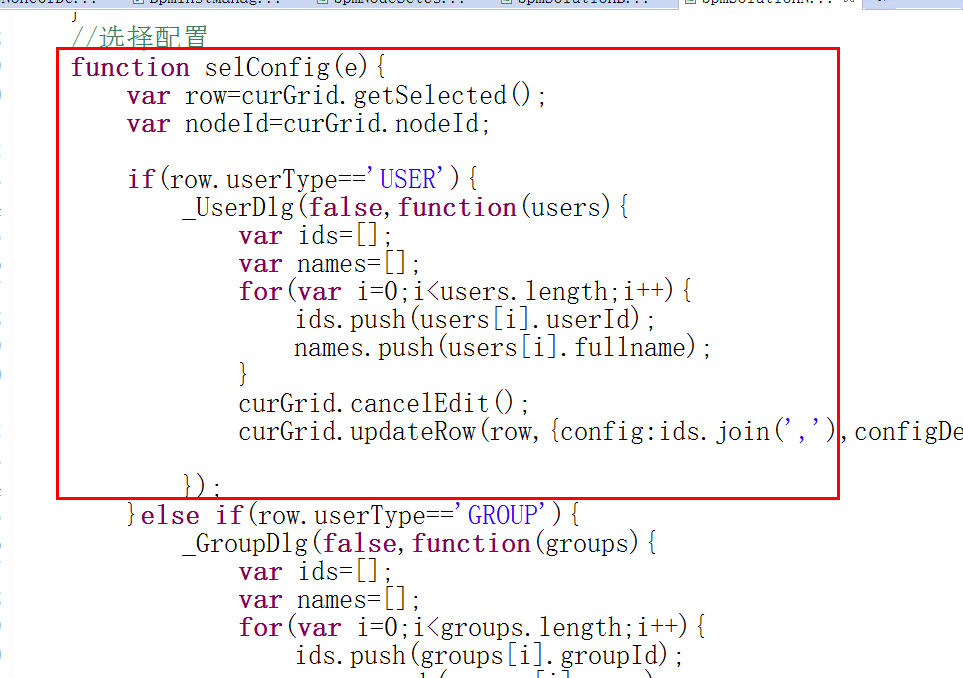 }
//选择配置
function selConfig(e){
var row=curGrid.getSelected();
var nodeId=curGrid.nodeId;
if(row.userType=='USER'){
_UserDlg(false,function(users){
var ids=[];
var names=[];
for(var i=0;i<users.length;i++){
ids.push(users[i].userId);
names.push(users[i].fullname);
}
curGrid.cancelEdit();
curGrid.updateRow(row,{config:ids.join(','),configDe
});
}else if(row.userType=='GROUP'){
_GroupDlg(false,function(groups){
var ids=[];
var names=[];
for(var i=0;i<groups.length;i++){
ids.push(groups[i].groupId);